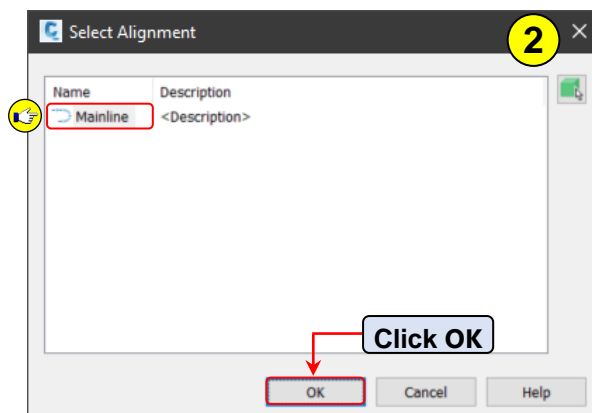 Select Alignment
2
Name Description
Mainline <Description>
Click OK
OK Cancel Help